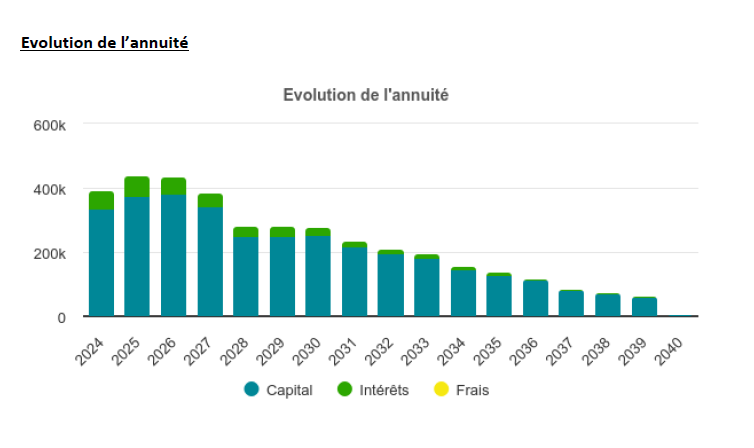 Evolution de l’annuité
Evolution de l'annuité
600k
400k
200k
0
2024 2025 2026 2027 2028 2029 2030 2031 2032 2033 2034 2035 2036 2037 2038 2039 2040
Capital Intérêts Frais